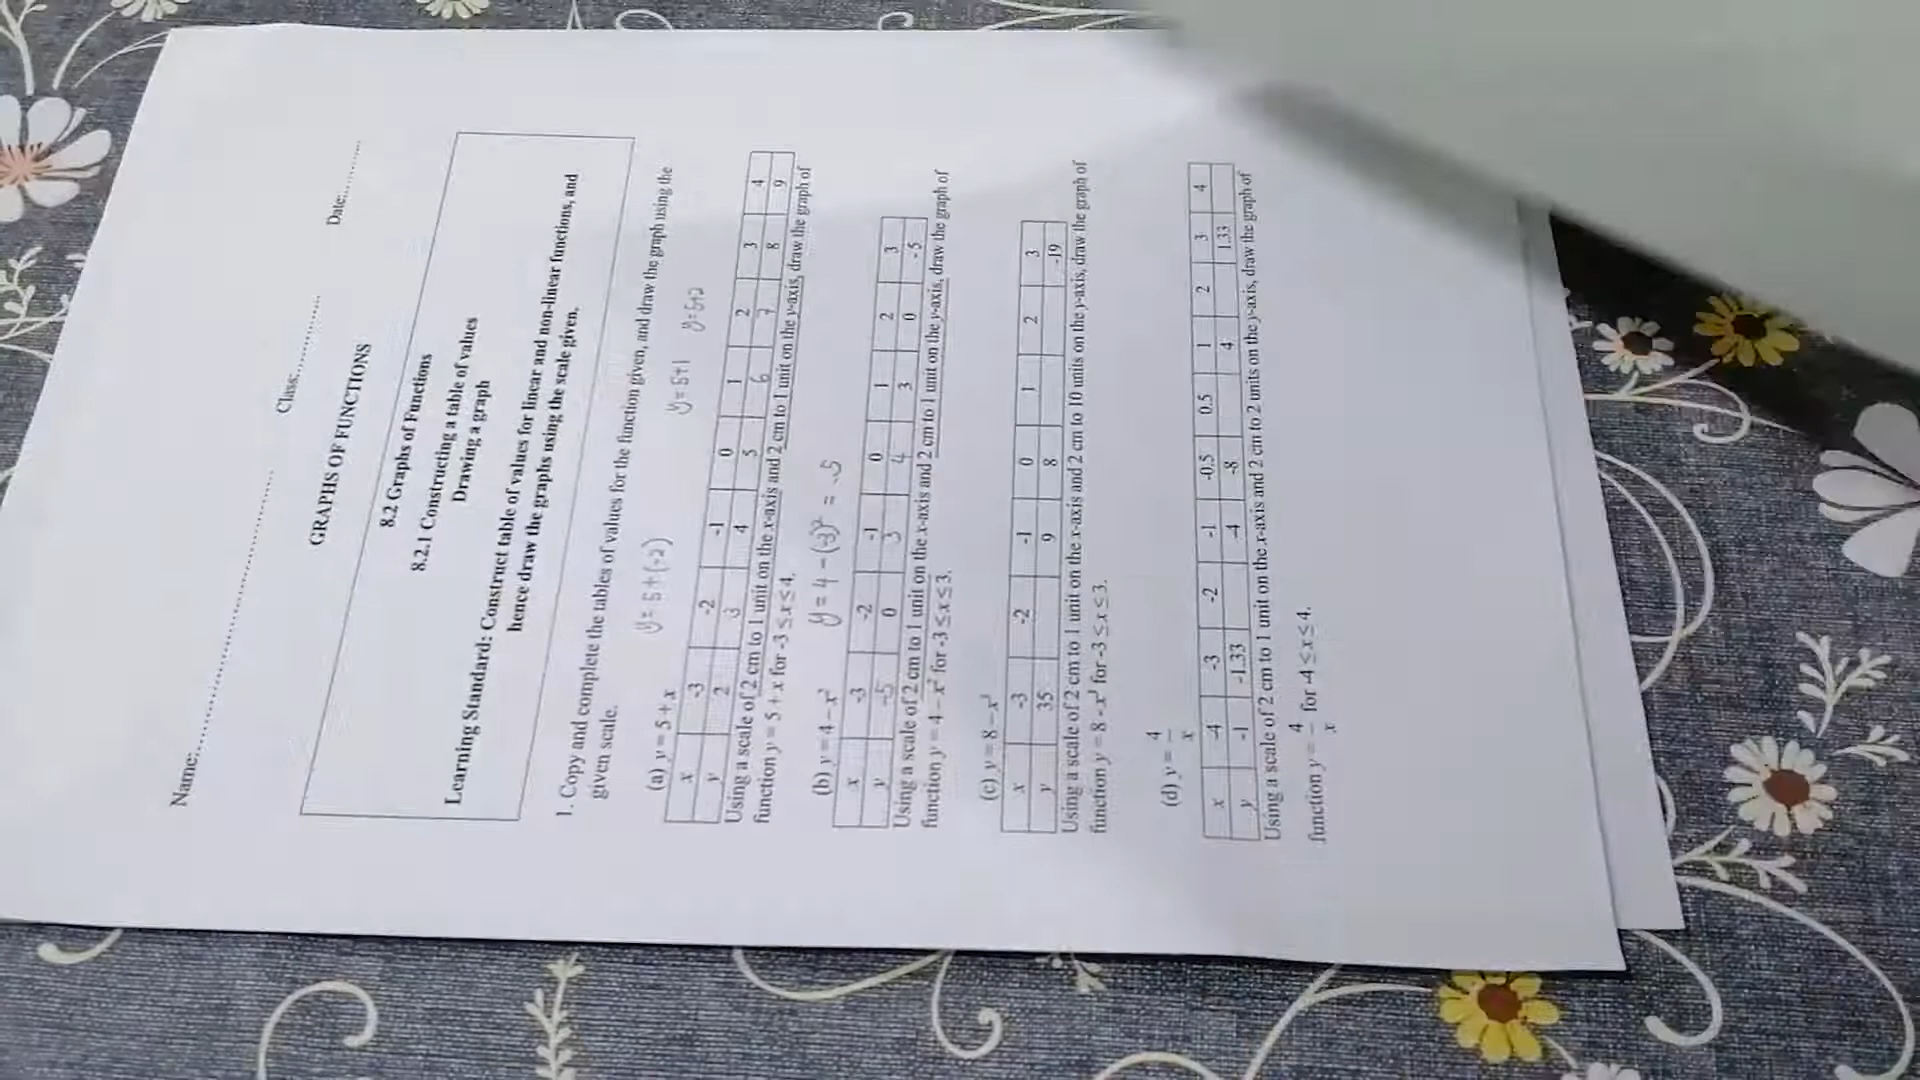 Name:..............................................
Class:...................
Date:............
GRAPHS OF FUNCTIONS
8.2 Graphs of Functions
8.2.1 Constructing a table of values
Drawing a graph
Learning Standard: Construct table of values for linear and non-linear functions, and
hence draw the graphs using the scale given.
1. Copy and complete the tables of values for the function given, and draw the graph using the
given scale.
y = 5 + (-2) y = 5+1 y = 5+2
(a) y = 5 + x
x -3 -2 -1 0 1 2 3 4
y 2 3 4 5 6 7 8 9
Using a scale of 2 cm to 1 unit on the x-axis and 2 cm to 1 unit on the y-axis, draw the graph of
function y = 5 + x for -3 ≤ x ≤ 4.
(b) y = 4 – x² y = 4 - (-3)² = -5
x -3 -2 -1 0 1 2 3
y -5 0 3 4 3 0 -5
Using a scale of 2 cm to 1 unit on the x-axis and 2 cm to 1 unit on the y-axis, draw the graph of
function y = 4 – x² for -3 ≤ x ≤ 3.
(c) y = 8 – x³
x -3 -2 -1 0 1 2 3
y 35 9 8 -19
Using a scale of 2 cm to 1 unit on the x-axis and 2 cm to 10 units on the y-axis, draw the graph of
function y = 8 - x³ for -3 ≤ x ≤ 3.
(d) y = 4/x
x -4 -3 -2 -1 -0.5 0.5 1 2 3 4
y -1 -1.33 -4 -8 4 1.33
Using a scale of 2 cm to 1 unit on the x-axis and 2 cm to 2 units on the y-axis, draw the graph of
function y = 4/x for -4 ≤ x ≤ 4.